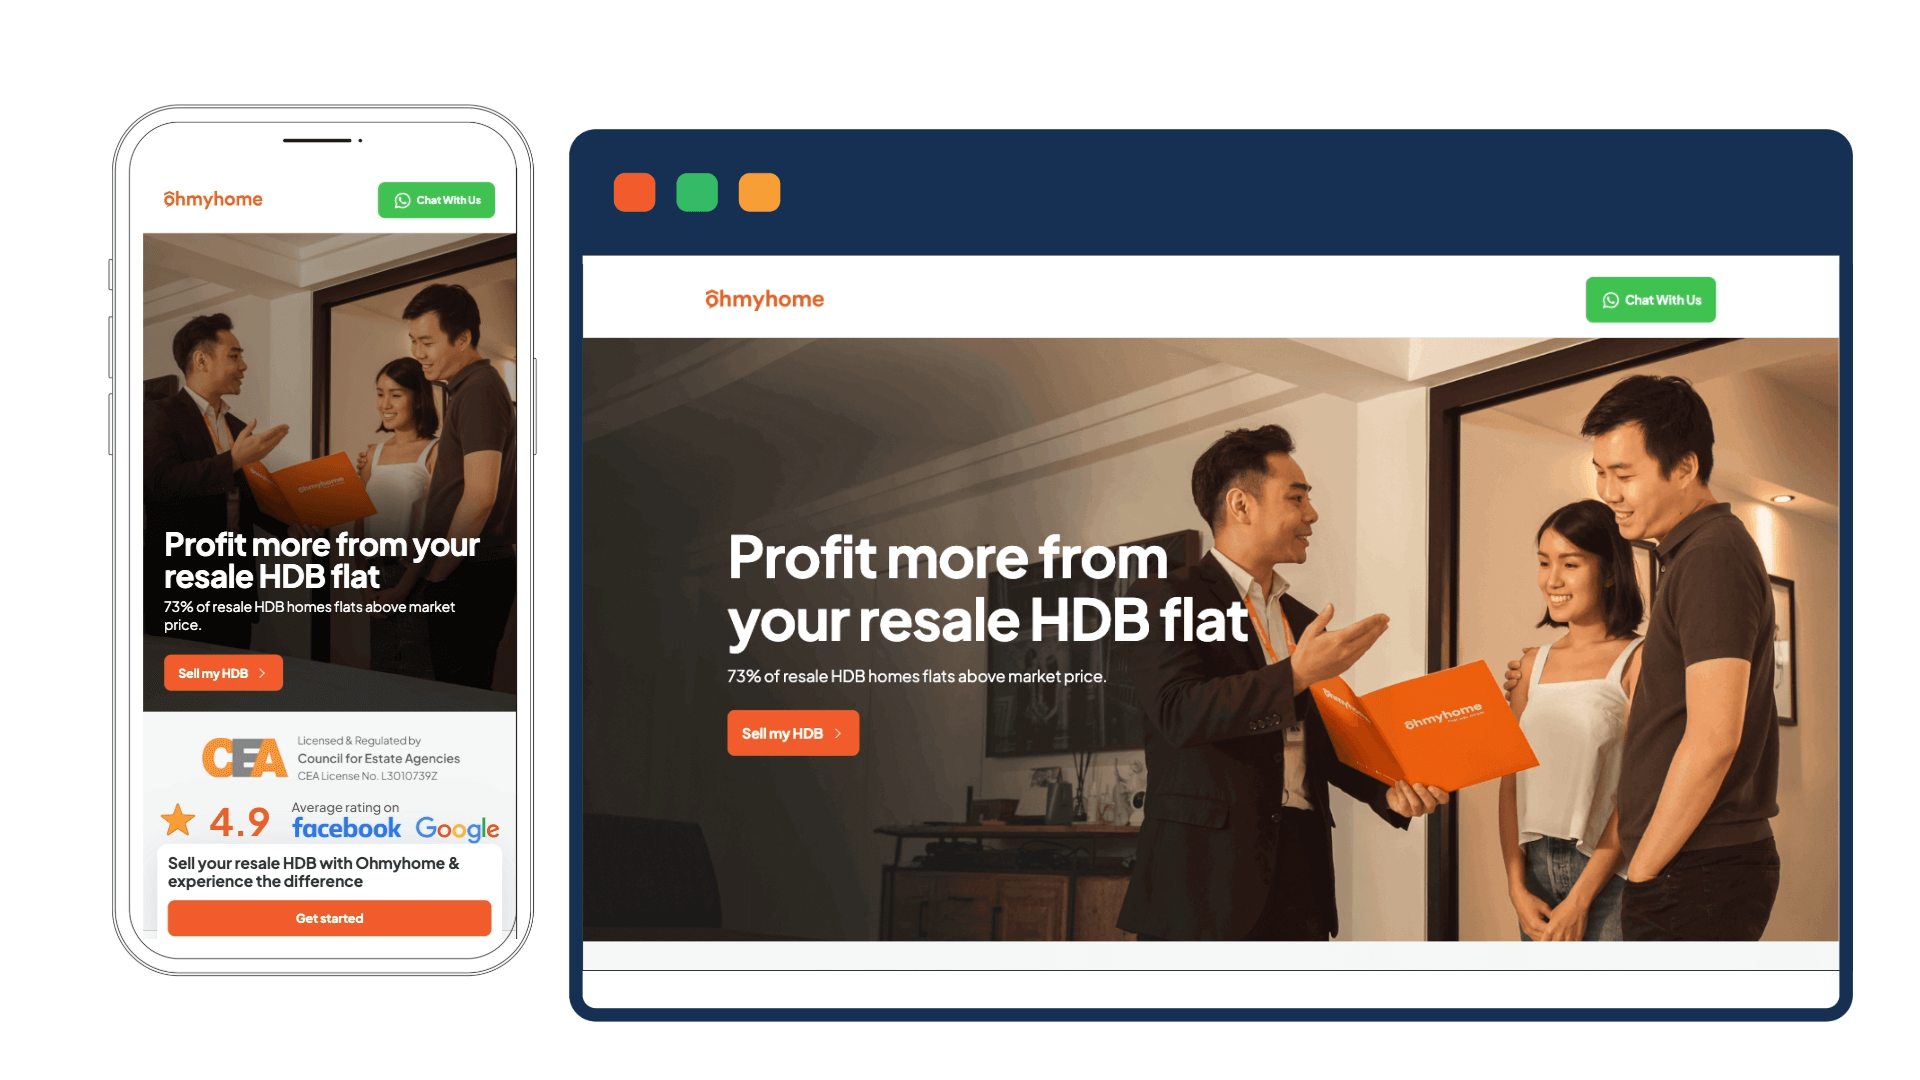 ôhmyhome
Chat With Us
ohmyhome
Profit more from your
resale HDB flat
73% of resale HDB homes flats above market
price.
Sell my HDB
CEA
Licensed & Regulated by
Council for Estate Agencies
CEA License No. L3010739Z
4.9
Average rating on
facebook Google
Sell your resale HDB with Ohmyhome &
experience the difference
Get started
ôhmyhome
Chat With Us
Profit more from
your resale HDB flat
73% of resale HDB homes flats above market price.
Sell my HDB
ohmyhome
ohmyhome